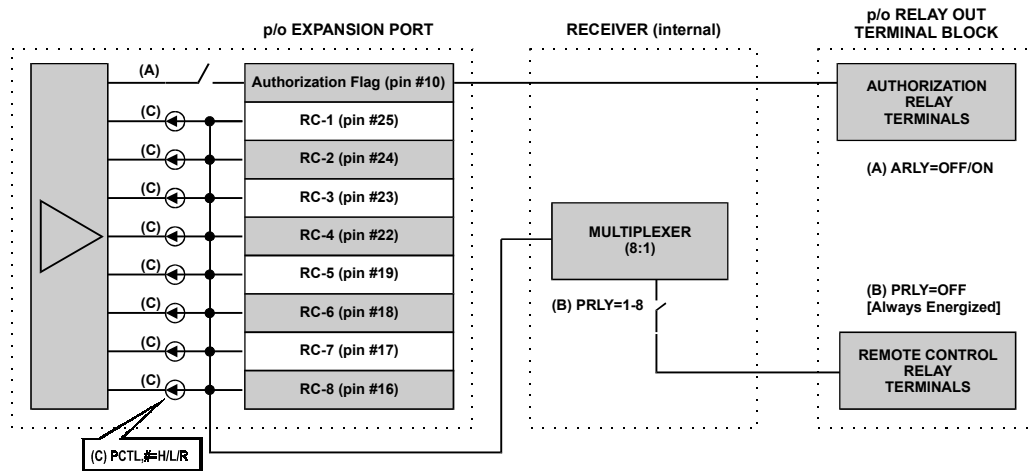 p/o EXPANSION PORT
RECEIVER (internal)
p/o RELAY OUT
TERMINAL BLOCK
(A)
Authorization Flag (pin #10)
AUTHORIZATION
RELAY
TERMINALS
(C)
RC-1 (pin #25)
(C)
RC-2 (pin #24)
(A) ARLY=OFF/ON
(C)
RC-3 (pin #23)
(C)
RC-4 (pin #22)
MULTIPLEXER
(8:1)
(C)
RC-5 (pin #19)
(C)
RC-6 (pin #18)
(B) PRLY=1-8
(B) PRLY=OFF
[Always Energized]
(C)
RC-7 (pin #17)
(C)
RC-8 (pin #16)
REMOTE CONTROL
RELAY
TERMINALS
(C) PCTL,#=H/L/R